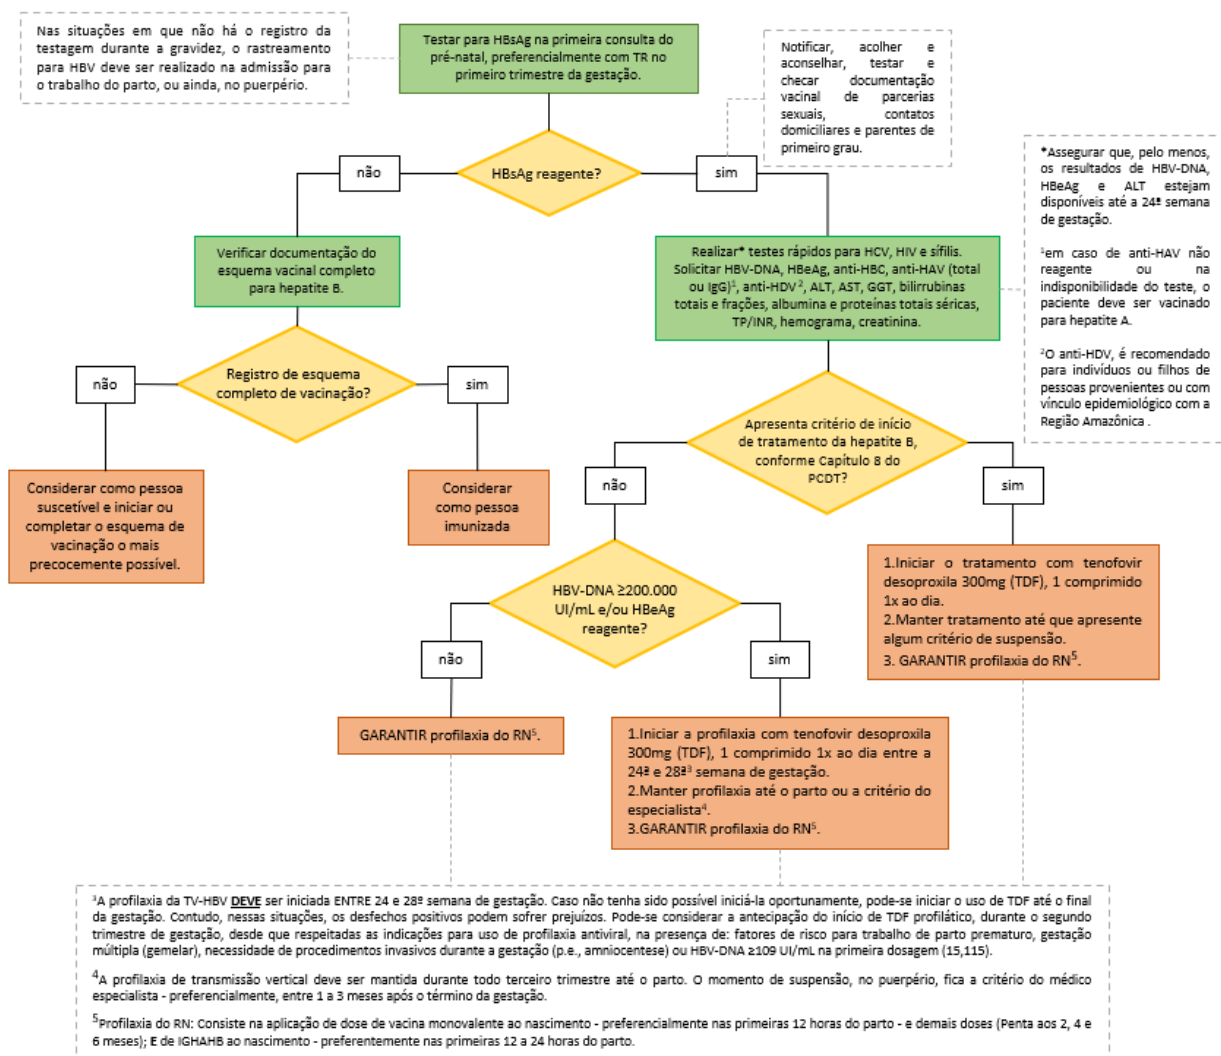 Nas situações em que não há o registro da
testagem durante a gravidez, o rastreamento
para HBV deve ser realizado na admissão para
o trabalho do parto, ou ainda, no puerpério.
Testar para HBsAg na primeira consulta do
pré-natal, preferencialmente com TR no
primeiro trimestre da gestação.
Notificar, acolher e
aconselhar, testar e
checar documentação
vacinal de parcerias
sexuais, contatos
domiciliares e parentes de
primeiro grau.
HBsAg reagente?
não
sim
*Assegurar que, pelo menos,
os resultados de HBV-DNA,
HBeAg e ALT estejam
disponíveis até a 24ª semana
de gestação.
¹em caso de anti-HAV não
reagente ou na
indisponibilidade do teste, o
paciente deve ser vacinado
para hepatite A.
²O anti-HDV, é recomendado
para indivíduos ou filhos de
pessoas provenientes ou com
vínculo epidemiológico com a
Região Amazônica .
Verificar documentação do
esquema vacinal completo
para hepatite B.
Realizar* testes rápidos para HCV, HIV e sífilis.
Solicitar HBV-DNA, HBeAg, anti-HBC, anti-HAV (total
ou IgG)¹, anti-HDV², ALT, AST, GGT, bilirrubinas
totais e frações, albumina e proteínas totais séricas,
TP/INR, hemograma, creatinina.
Registro de esquema
completo de vacinação?
não
sim
Considerar como pessoa
suscetível e iniciar ou
completar o esquema de
vacinação o mais
precocemente possível.
Considerar
como pessoa
imunizada
Apresenta critério de início
de tratamento da hepatite B,
conforme Capítulo 8 do
PCDT?
não
sim
HBV-DNA ≥200.000
UI/mL e/ou HBeAg
reagente?
não
sim
1.Iniciar o tratamento com tenofovir
desoproxila 300mg (TDF), 1 comprimido
1x ao dia.
2.Manter tratamento até que apresente
algum critério de suspensão.
3. GARANTIR profilaxia do RN⁵.
GARANTIR profilaxia do RN⁵.
1.Iniciar a profilaxia com tenofovir desoproxila
300mg (TDF), 1 comprimido 1x ao dia entre a
24ª e 28ª³ semana de gestação.
2.Manter profilaxia até o parto ou a critério do
especialista⁴.
3.GARANTIR profilaxia do RN⁵.
³A profilaxia da TV-HBV DEVE ser iniciada ENTRE 24 e 28ª semana de gestação. Caso não tenha sido possível iniciá-la oportunamente, pode-se iniciar o uso de TDF até o final
da gestação. Contudo, nessas situações, os desfechos positivos podem sofrer prejuízos. Pode-se considerar a antecipação do início de TDF profilático, durante o segundo
trimestre de gestação, desde que respeitadas as indicações para uso de profilaxia antiviral, na presença de: fatores de risco para trabalho de parto prematuro, gestação
múltipla (gemelar), necessidade de procedimentos invasivos durante a gestação (p.e., amniocentese) ou HBV-DNA ≥109 UI/mL na primeira dosagem (15,115).
⁴A profilaxia de transmissão vertical deve ser mantida durante todo terceiro trimestre até o parto. O momento de suspensão, no puerpério, fica a critério do médico
especialista - preferencialmente, entre 1 a 3 meses após o término da gestação.
⁵Profilaxia do RN: Consiste na aplicação de dose de vacina monovalente ao nascimento - preferencialmente nas primeiras 12 horas do parto - e demais doses (Penta aos 2, 4 e
6 meses); E de IGHAHB ao nascimento - preferentemente nas primeiras 12 a 24 horas do parto.